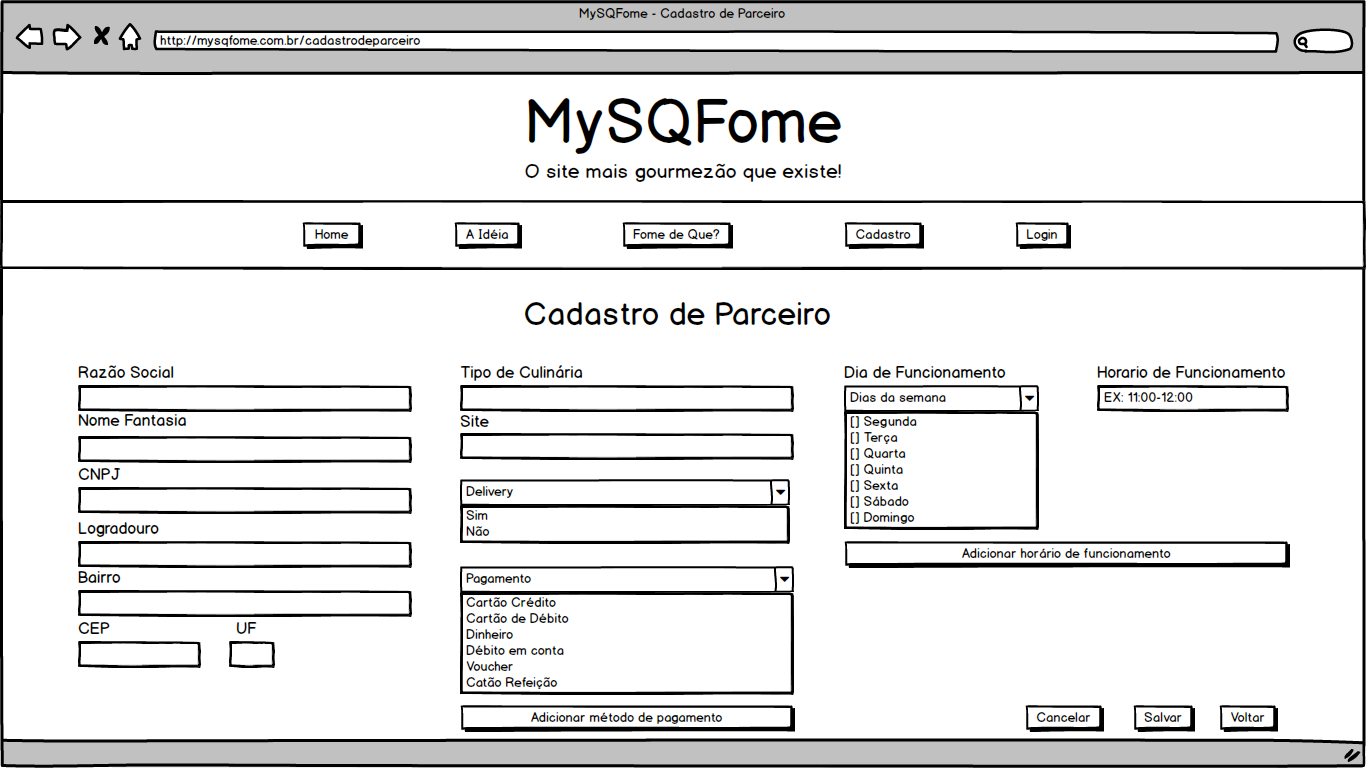 MySQFome - Cadastro de Parceiro
http://mysqfome.com.br/cadastrodeparceiro
MySQFome
O site mais gourmezão que existe!
Home
A Idéia
Fome de Que?
Cadastro
Login
Cadastro de Parceiro
Razão Social
Nome Fantasia
CNPJ
Logradouro
Bairro
CEP
UF
Tipo de Culinária
Site
Delivery
Sim
Não
Pagamento
Cartão Crédito
Cartão de Débito
Dinheiro
Débito em conta
Voucher
Catão Refeição
Adicionar método de pagamento
Dia de Funcionamento
Dias da semana
[] Segunda
[] Terça
[] Quarta
[] Quinta
[] Sexta
[] Sábado
[] Domingo
Horario de Funcionamento
EX: 11:00-12:00
Adicionar horário de funcionamento
Cancelar
Salvar
Voltar